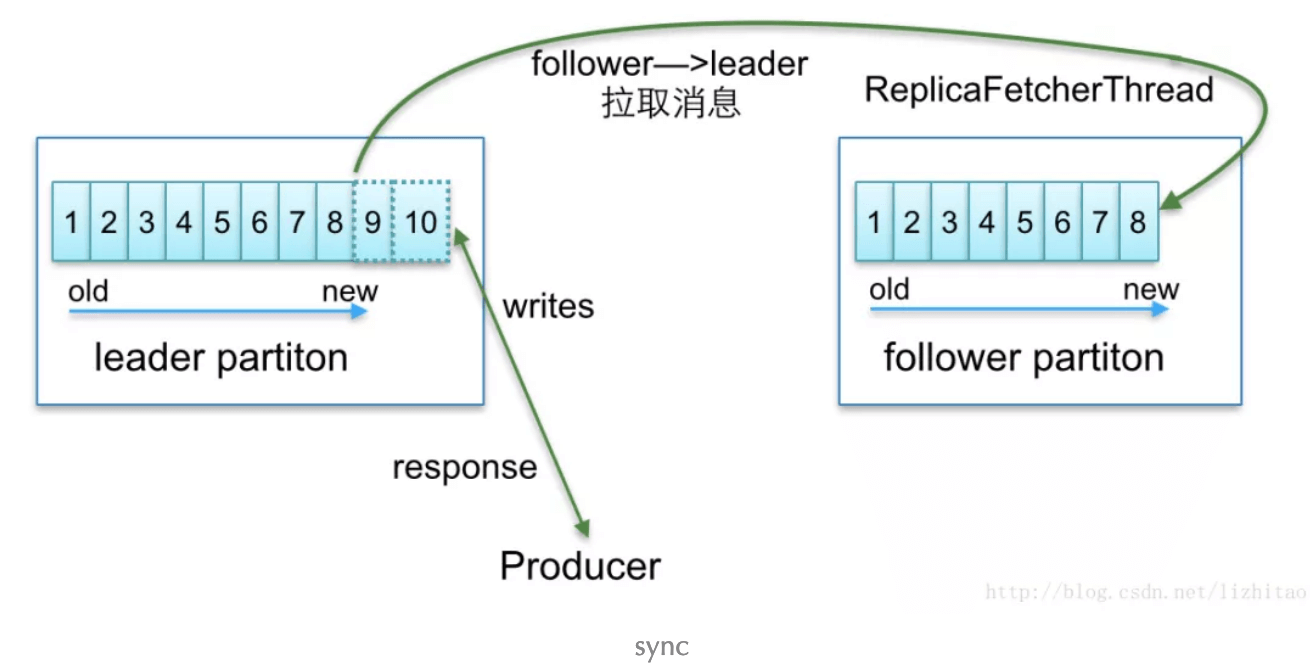 follower—>leader
拉取消息
ReplicaFetcherThread
1 2 3 4 5 6 7 8 9 10
old new
leader partiton
1 2 3 4 5 6 7 8
old new
follower partiton
writes
response
Producer
http://blog.csdn.net/lizhitao
sync